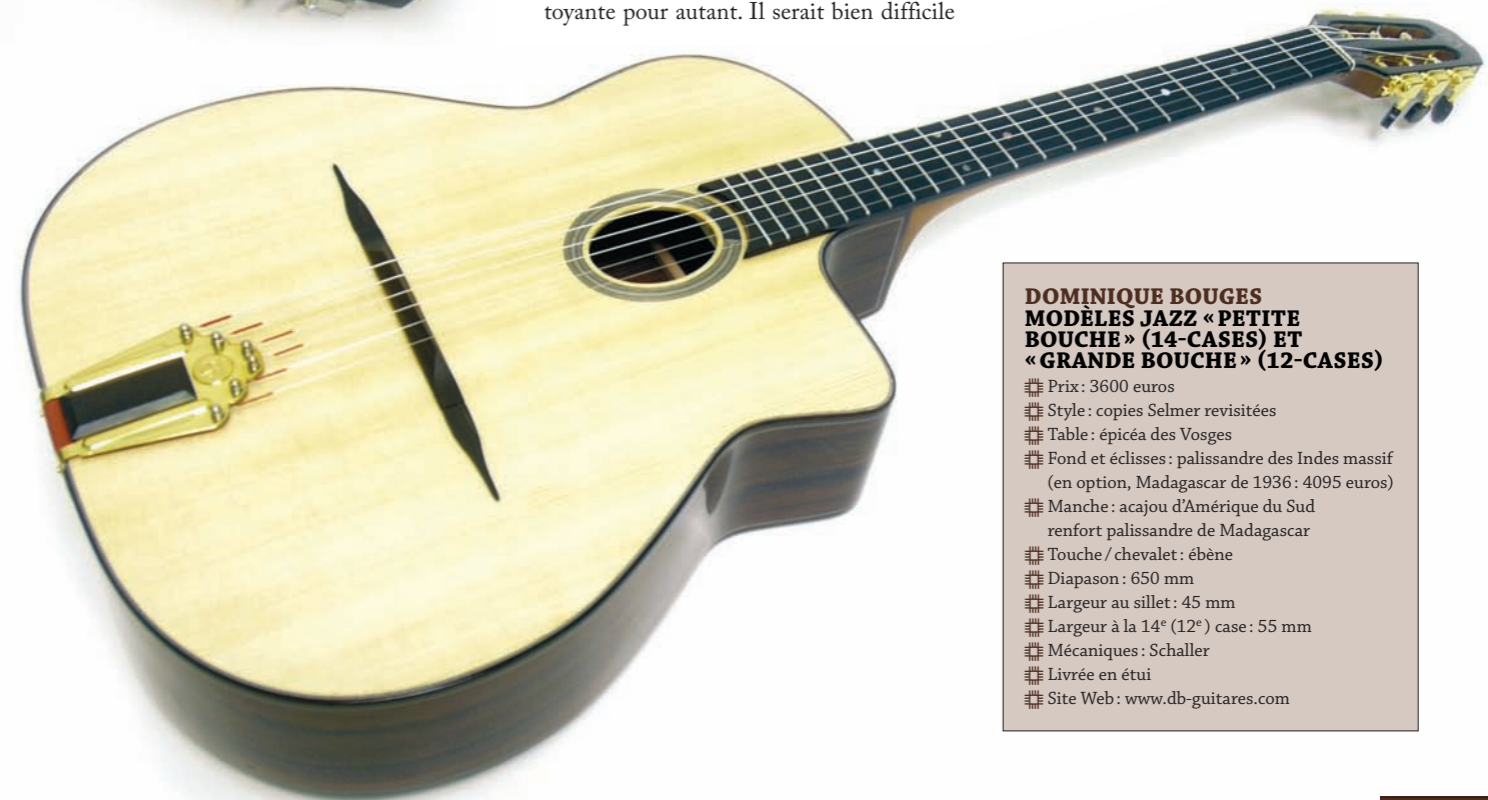 toyante pour autant. Il serait bien difficile
DOMINIQUE BOUGES
MODÈLES JAZZ « PETITE
BOUCHE » (14-CASES) ET
« GRANDE BOUCHE » (12-CASES)
Prix : 3600 euros
Style : copies Selmer revisitées
Table : épicéa des Vosges
Fond et éclisses : palissandre des Indes massif
(en option, Madagascar de 1936 : 4095 euros)
Manche : acajou d’Amérique du Sud
renfort palissandre de Madagascar
Touche / chevalet : ébène
Diapason : 650 mm
Largeur au sillet : 45 mm
Largeur à la 14e (12e) case : 55 mm
Mécaniques : Schaller
Livrée en étui
Site Web : www.db-guitares.com